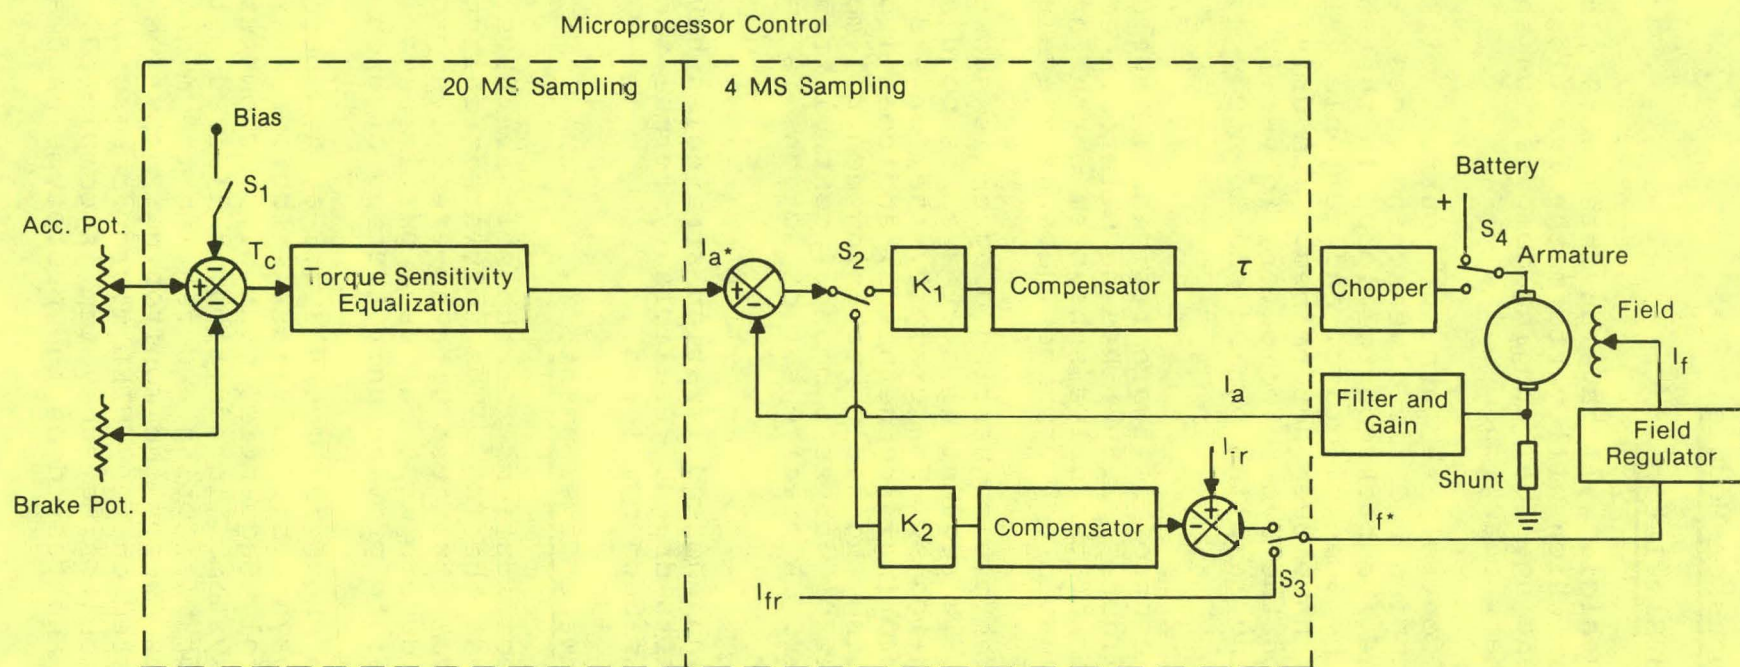 Microprocessor Control
20 MS Sampling
4 MS Sampling
Bias
S1
Acc. Pot.
Tc
Torque Sensitivity
Equalization
Ia*
S2
K1
Compensator
τ
Chopper
Battery
+
S4
Armature
Field
If
Ia
Filter and
Gain
Field
Regulator
Shunt
Brake Pot.
K2
Compensator
If*
S3
Ifr